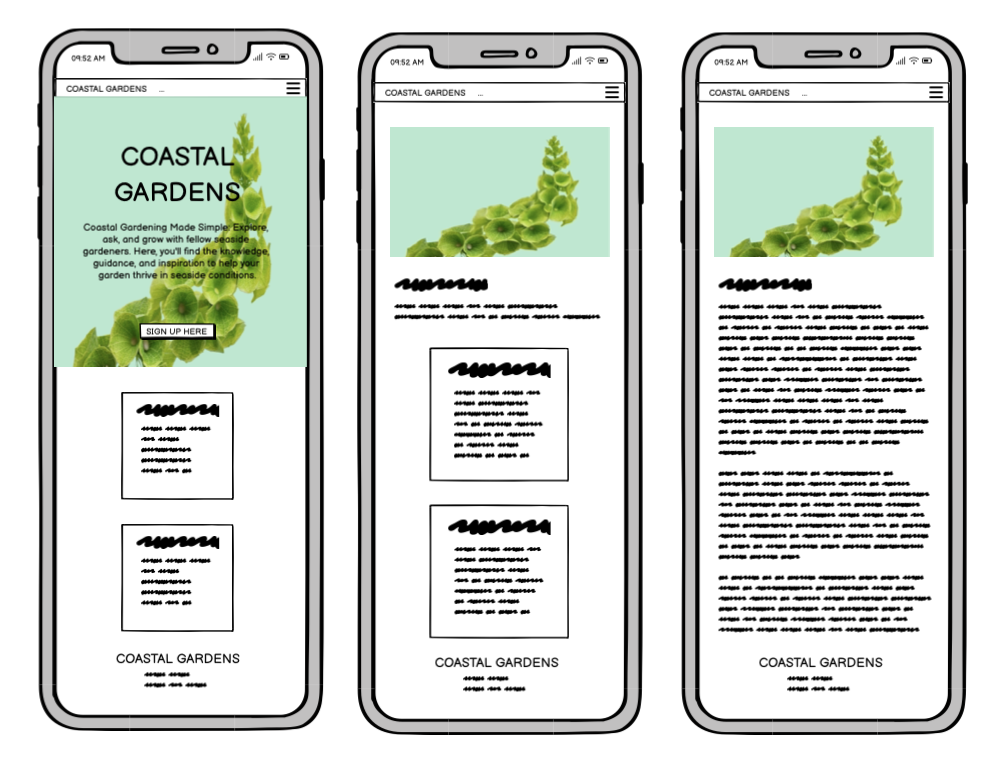 09:52 AM
COASTAL GARDENS ...
COASTAL
GARDENS
Coastal Gardening Made Simple: Explore,
ask, and grow with fellow seaside
gardeners. Here, you'll find the knowledge,
guidance, and inspiration to help your
garden thrive in seaside conditions.
SIGN UP HERE
COASTAL GARDENS
09:52 AM
COASTAL GARDENS ...
COASTAL GARDENS
09:52 AM
COASTAL GARDENS ...
COASTAL GARDENS